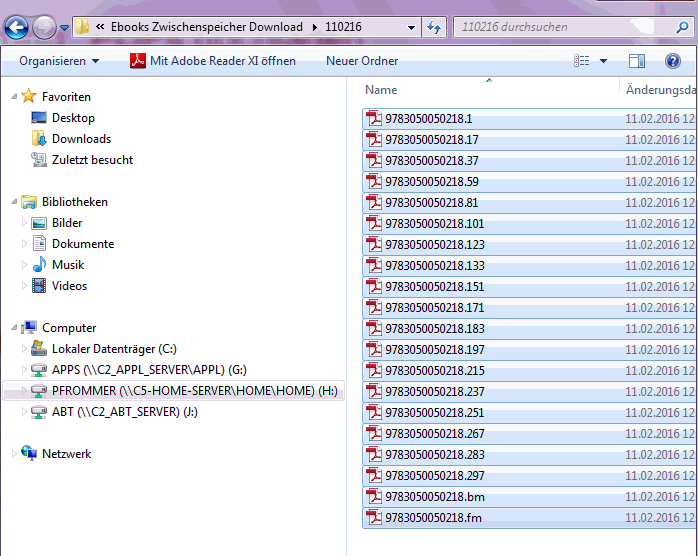 « Ebooks Zwischenspeicher Download 110216
110216 durchsuchen
Organisieren Mit Adobe Reader XI öffnen Neuer Ordner
Favoriten
Desktop
Downloads
Zuletzt besucht
Bibliotheken
Bilder
Dokumente
Musik
Videos
Computer
Lokaler Datenträger (C:)
APPS (\\C2_APPL_SERVER\APPL) (G:)
PFROMMER (\\C5-HOME-SERVER\HOME\HOME) (H:)
ABT (\\C2_ABT_SERVER) (J:)
Netzwerk
Name Änderungsda
9783050050218.1 11.02.2016 12
9783050050218.17 11.02.2016 12
9783050050218.37 11.02.2016 12
9783050050218.59 11.02.2016 12
9783050050218.81 11.02.2016 12
9783050050218.101 11.02.2016 12
9783050050218.123 11.02.2016 12
9783050050218.133 11.02.2016 12
9783050050218.151 11.02.2016 12
9783050050218.171 11.02.2016 12
9783050050218.183 11.02.2016 12
9783050050218.197 11.02.2016 12
9783050050218.215 11.02.2016 12
9783050050218.237 11.02.2016 12
9783050050218.251 11.02.2016 12
9783050050218.267 11.02.2016 12
9783050050218.283 11.02.2016 12
9783050050218.297 11.02.2016 12
9783050050218.bm 11.02.2016 12
9783050050218.fm 11.02.2016 12